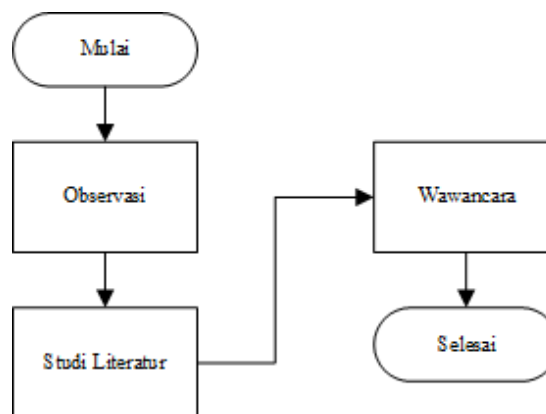 Mulai
Observasi
Studi Literatur
Wawancara
Selesai